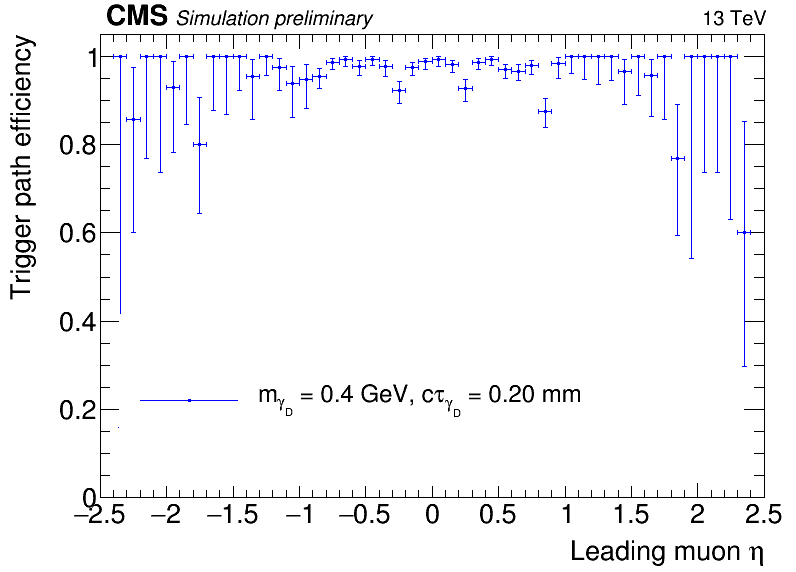 CMS Simulation preliminary 13 TeV
Trigger path efficiency
1
0.8
0.6
0.4
0.2
0
m_γ_D = 0.4 GeV, cτ_γ_D = 0.20 mm
−2.5 −2 −1.5 −1 −0.5 0 0.5 1 1.5 2 2.5
Leading muon η